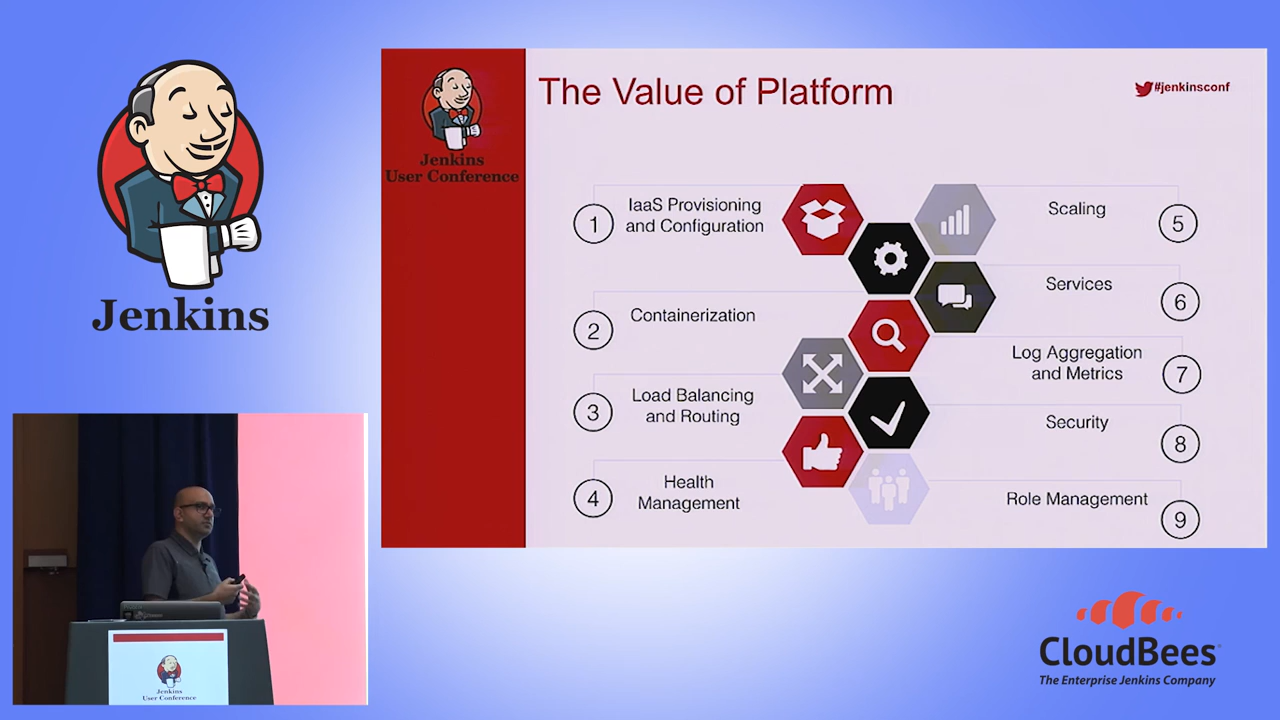 Jenkins
Jenkins
User Conference
The Value of Platform
#jenkinsconf
1
IaaS Provisioning
and Configuration
2
Containerization
3
Load Balancing
and Routing
4
Health
Management
Scaling
5
Services
6
Log Aggregation
and Metrics
7
Security
8
Role Management
9
Jenkins
User Conference
CloudBees
The Enterprise Jenkins Company